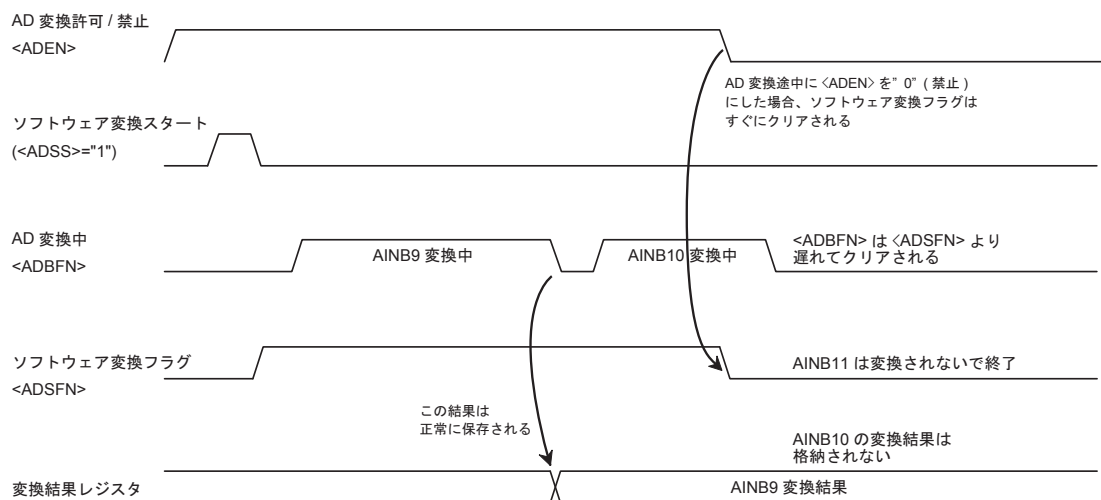 AD 変換許可 / 禁止
<ADEN>
AD 変換途中に <ADEN> を” 0” ( 禁止 )
にした場合、ソフトウェア変換フラグは
すぐにクリアされる
ソフトウェア変換スタート
(<ADSS>="1")
AD 変換中
<ADBFN>
AINB9 変換中
AINB10 変換中
<ADBFN> は <ADSFN> より
遅れてクリアされる
ソフトウェア変換フラグ
<ADSFN>
AINB11 は変換されないで終了
この結果は
正常に保存される
AINB10 の変換結果は
格納されない
変換結果レジスタ
AINB9 変換結果